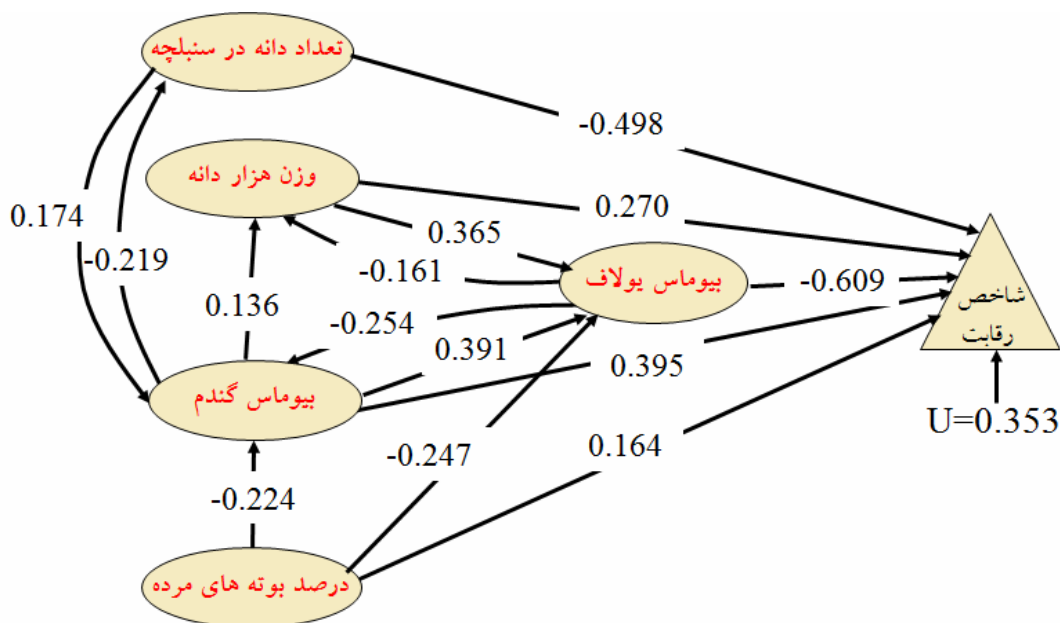 تعداد دانه در سنبلچه
-0.498
وزن هزار دانه
0.174
0.270
0.365
-0.219
-0.161
بیوماس یولاف
-0.609
0.136
-0.254
شاخص
رقابت
0.391
0.395
بیوماس گندم
U=0.353
-0.247
0.164
-0.224
درصد بوته های مرده